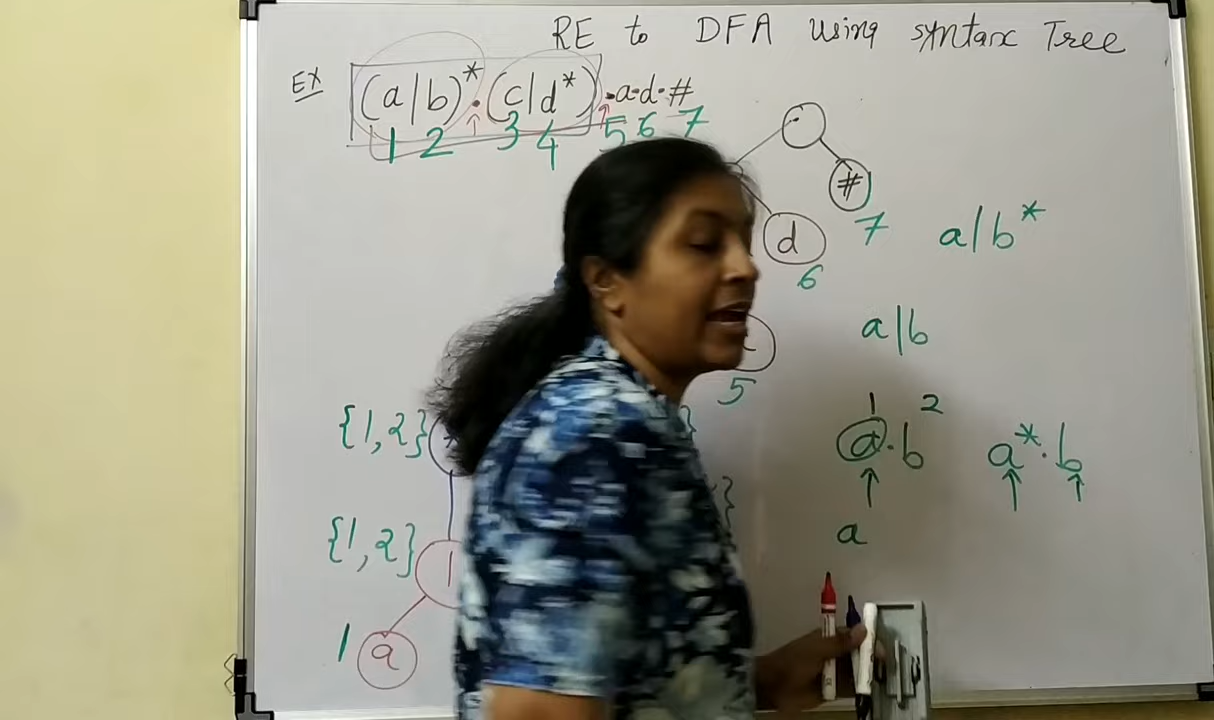 RE to DFA using syntax Tree
Ex (a|b)*.(c|d*).a.d.#
1 2 3 4 5 6 7
.
#
7
d
6
a|b*
a|b
5
1 2
a.b a*.b
a
{1,2} *
{1,2} |
1 a